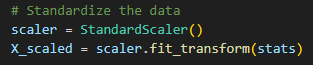 # Standardize the data
scaler = StandardScaler()
X_scaled = scaler.fit_transform(stats)